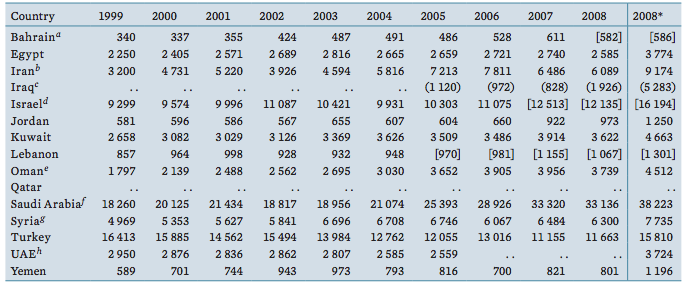 Country 1999 2000 2001 2002 2003 2004 2005 2006 2007 2008 2008*
Bahrainᵃ 340 337 355 424 487 491 486 528 611 [582] [586]
Egypt 2 250 2 405 2 571 2 689 2 816 2 665 2 659 2 721 2 740 2 585 3 774
Iranᵇ 3 200 4 731 5 220 3 926 4 594 5 816 7 213 7 811 6 486 6 089 9 174
Iraqᶜ . . . . . . . . . . . . (1 120) (972) (828) (1 926) (5 283)
Israelᵈ 9 299 9 574 9 996 11 087 10 421 9 931 10 303 11 075 [12 513] [12 135] [16 194]
Jordan 581 596 586 567 655 607 604 660 922 973 1 250
Kuwait 2 658 3 082 3 029 3 126 3 369 3 626 3 509 3 486 3 914 3 622 4 663
Lebanon 857 964 998 928 932 948 [970] [981] [1 155] [1 067] [1 301]
Omanᵉ 1 797 2 139 2 488 2 562 2 695 3 030 3 652 3 905 3 956 3 739 4 512
Qatar . . . . . . . . . . . . . . . . . . . . . .
Saudi Arabiaᶠ 18 260 20 125 21 434 18 817 18 956 21 074 25 393 28 926 33 320 33 136 38 223
Syriaᵍ 4 969 5 353 5 627 5 841 6 696 6 708 6 746 6 067 6 484 6 300 7 735
Turkey 16 413 15 885 14 562 15 494 13 984 12 762 12 055 13 016 11 155 11 663 15 810
UAEʰ 2 950 2 876 2 836 2 862 2 807 2 585 2 559 . . . . . . 3 724
Yemen 589 701 744 943 973 793 816 700 821 801 1 196